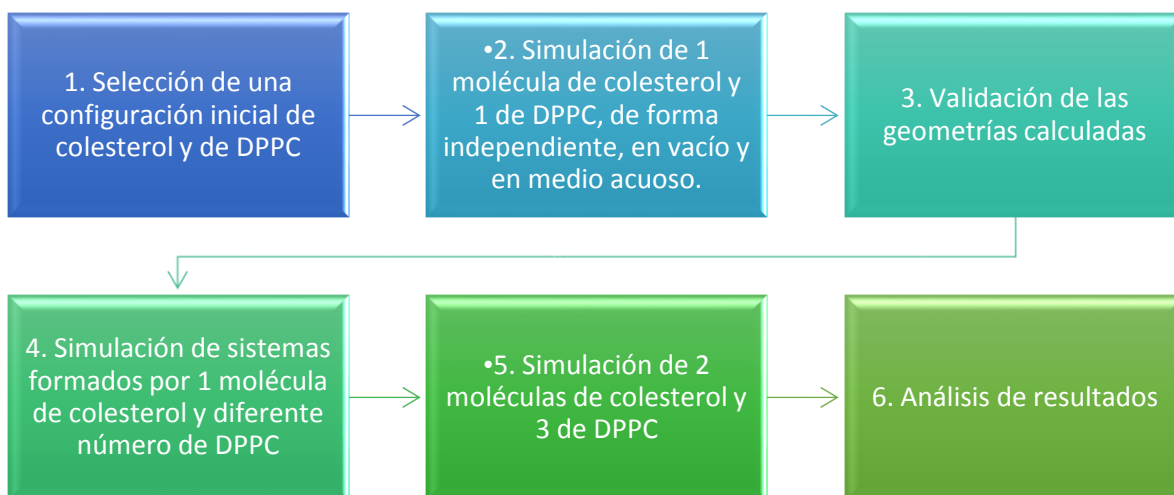 1. Selección de una
configuración inicial de
colesterol y de DPPC
•2. Simulación de 1
molécula de colesterol y
1 de DPPC, de forma
independiente, en vacío y
en medio acuoso.
3. Validación de las
geometrías calculadas
4. Simulación de sistemas
formados por 1 molécula
de colesterol y diferente
número de DPPC
•5. Simulación de 2
moléculas de colesterol y
3 de DPPC
6. Análisis de resultados